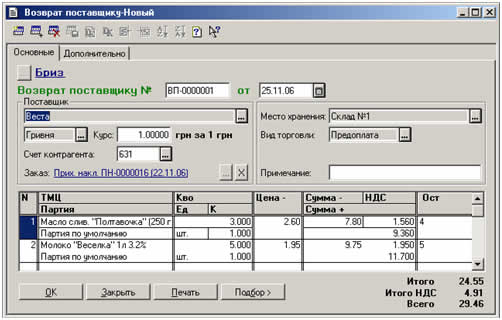 Возврат поставщику-Новый
Основные Дополнительно
Бриз
Возврат поставщику № ВП-0000001 от 25.11.06
Поставщик
Веста ...
Место хранения: Склад №1 ...
Гривня ... Курс: 1.00000 грн за 1 грн
Вид торговли: Предоплата ...
Счет контрагента: 631 ...
Заказ: Прих. накл. ПН-0000016 (22.11.06) ... X
Примечание:
N ТМЦ Кво Цена - Сумма - НДС Ост
Партия Ед К Сумма +
1 Масло слив. "Полтавочка" (250 г 3.000 2.60 7.80 1.560 4
Партия по умолчанию шт. 1.000 9.360
2 Молоко "Веселка" 1л 3.2% 5.000 1.95 9.75 1.950 5
Партия по умолчанию шт. 1.000 11.700
Итого 24.55
OK Закрыть Печать Подбор >
Итого НДС 4.91
Всего 29.46